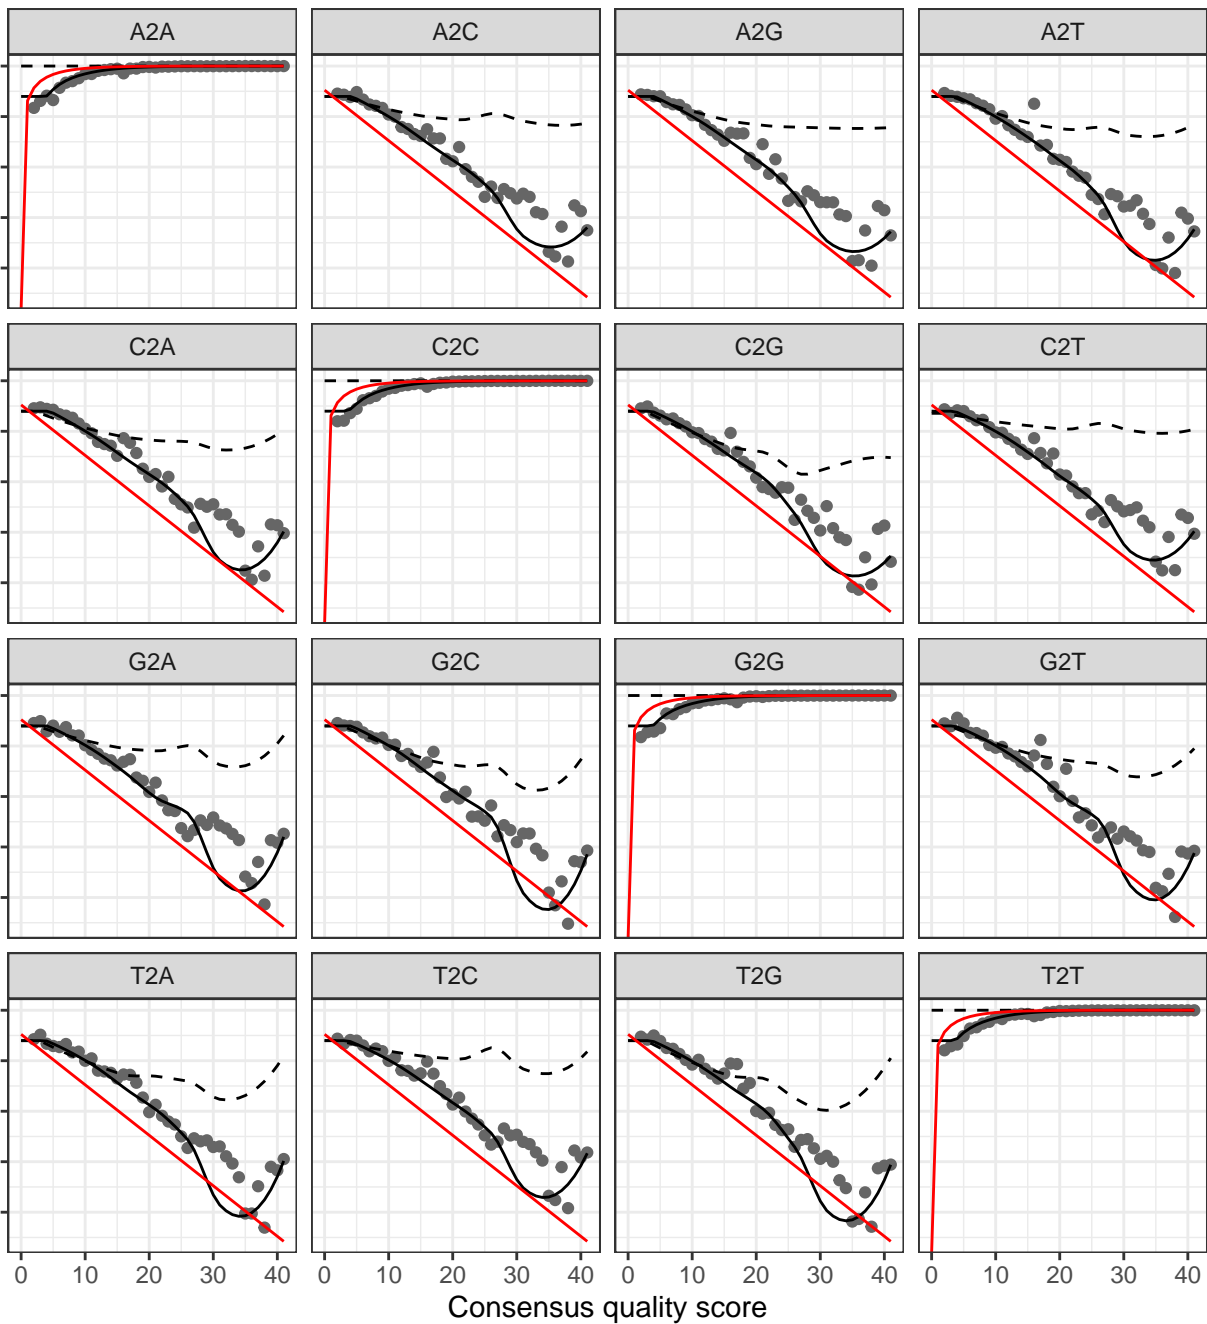 A2A A2C A2G A2T
C2A C2C C2G C2T
G2A G2C G2G G2T
T2A T2C T2G T2T
0 10 20 30 40 0 10 20 30 40 0 10 20 30 40 0 10 20 30 40
Consensus quality score